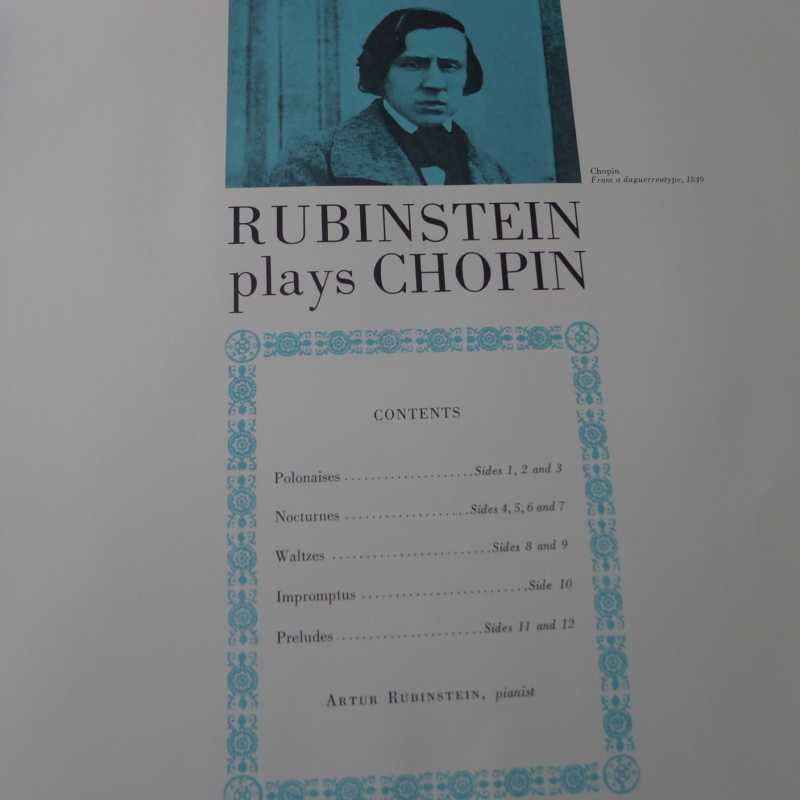 Chopin
From a daguerreotype, 1849
RUBINSTEIN
plays CHOPIN
CONTENTS
Polonaises ................... Sides 1, 2 and 3
Nocturnes ................... Sides 4, 5, 6 and 7
Waltzes ........................ Sides 8 and 9
Impromptus ......................... Side 10
Preludes ...................... Sides 11 and 12
ARTUR RUBINSTEIN, pianist